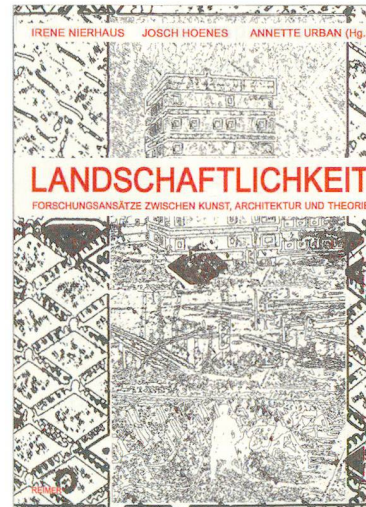 IRENE NIERHAUS JOSCH HOENES ANNETTE URBAN (Hg.
LANDSCHAFTLICHKEIT
FORSCHUNGSANSÄTZE ZWISCHEN KUNST, ARCHITEKTUR UND THEORIE
REIMER